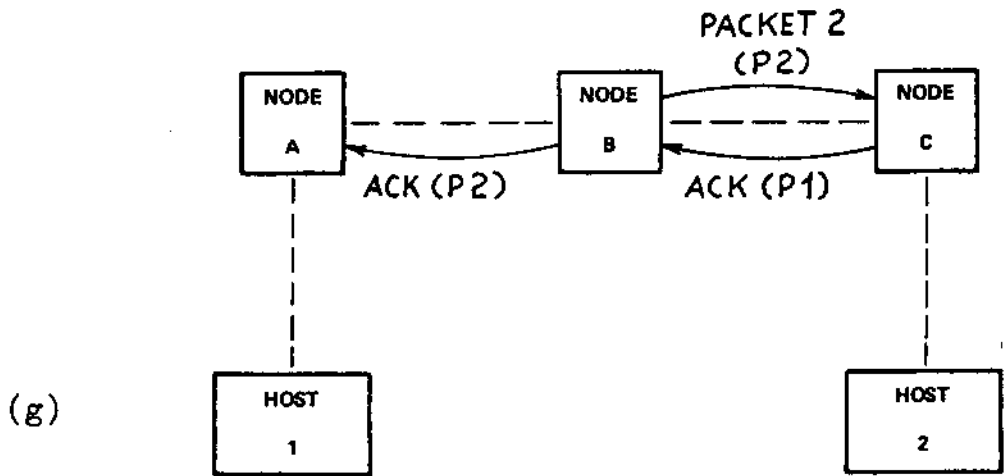 PACKET 2
(P2)
NODE
A
NODE
B
NODE
C
ACK (P2)
ACK (P1)
(g)
HOST
1
HOST
2